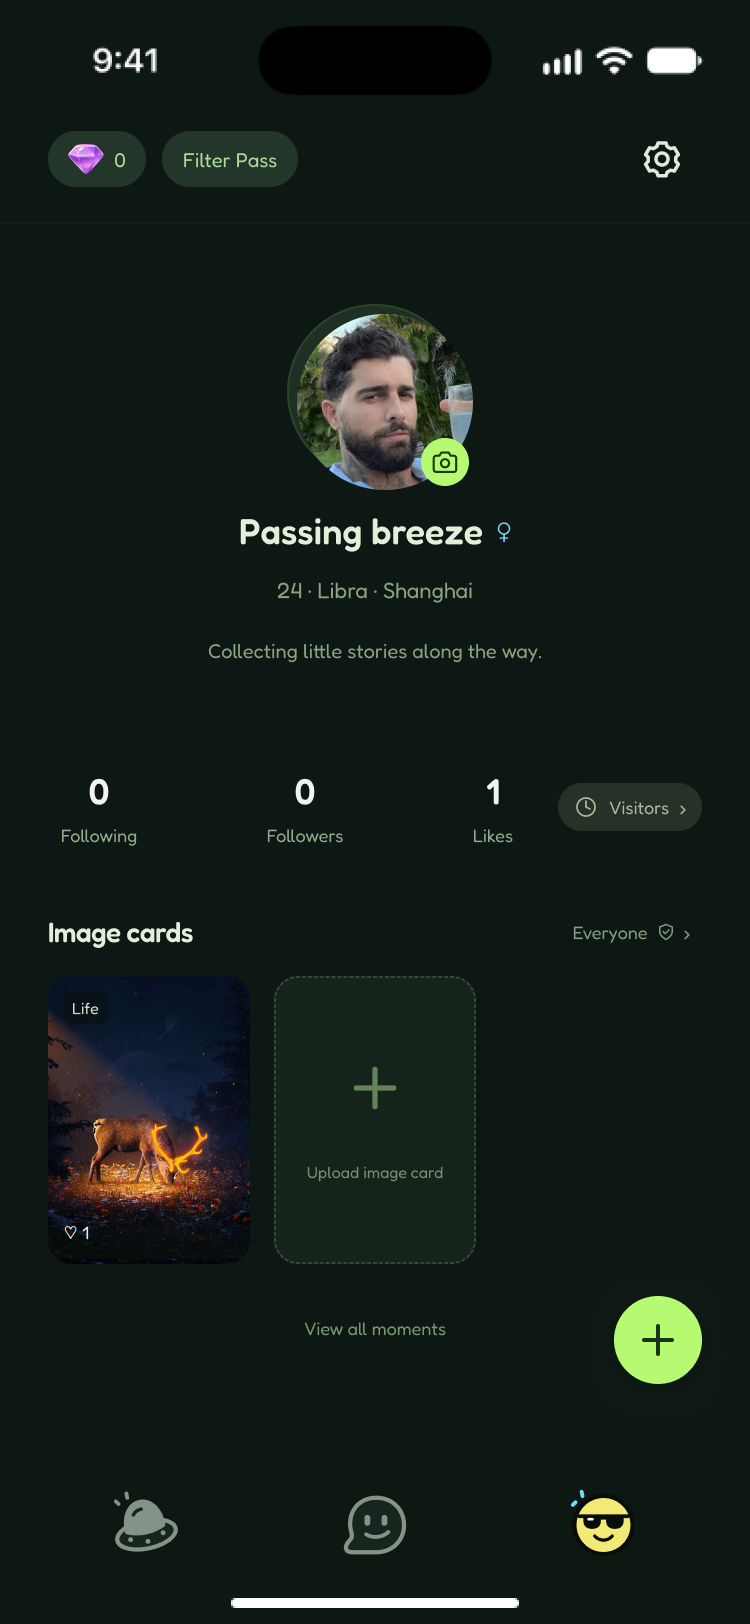 9:41
0
Filter Pass
Passing breeze ♀
24 · Libra · Shanghai
Collecting little stories along the way.
0
Following
0
Followers
1
Likes
Visitors ›
Image cards
Everyone ›
Life
♡ 1
Upload image card
View all moments